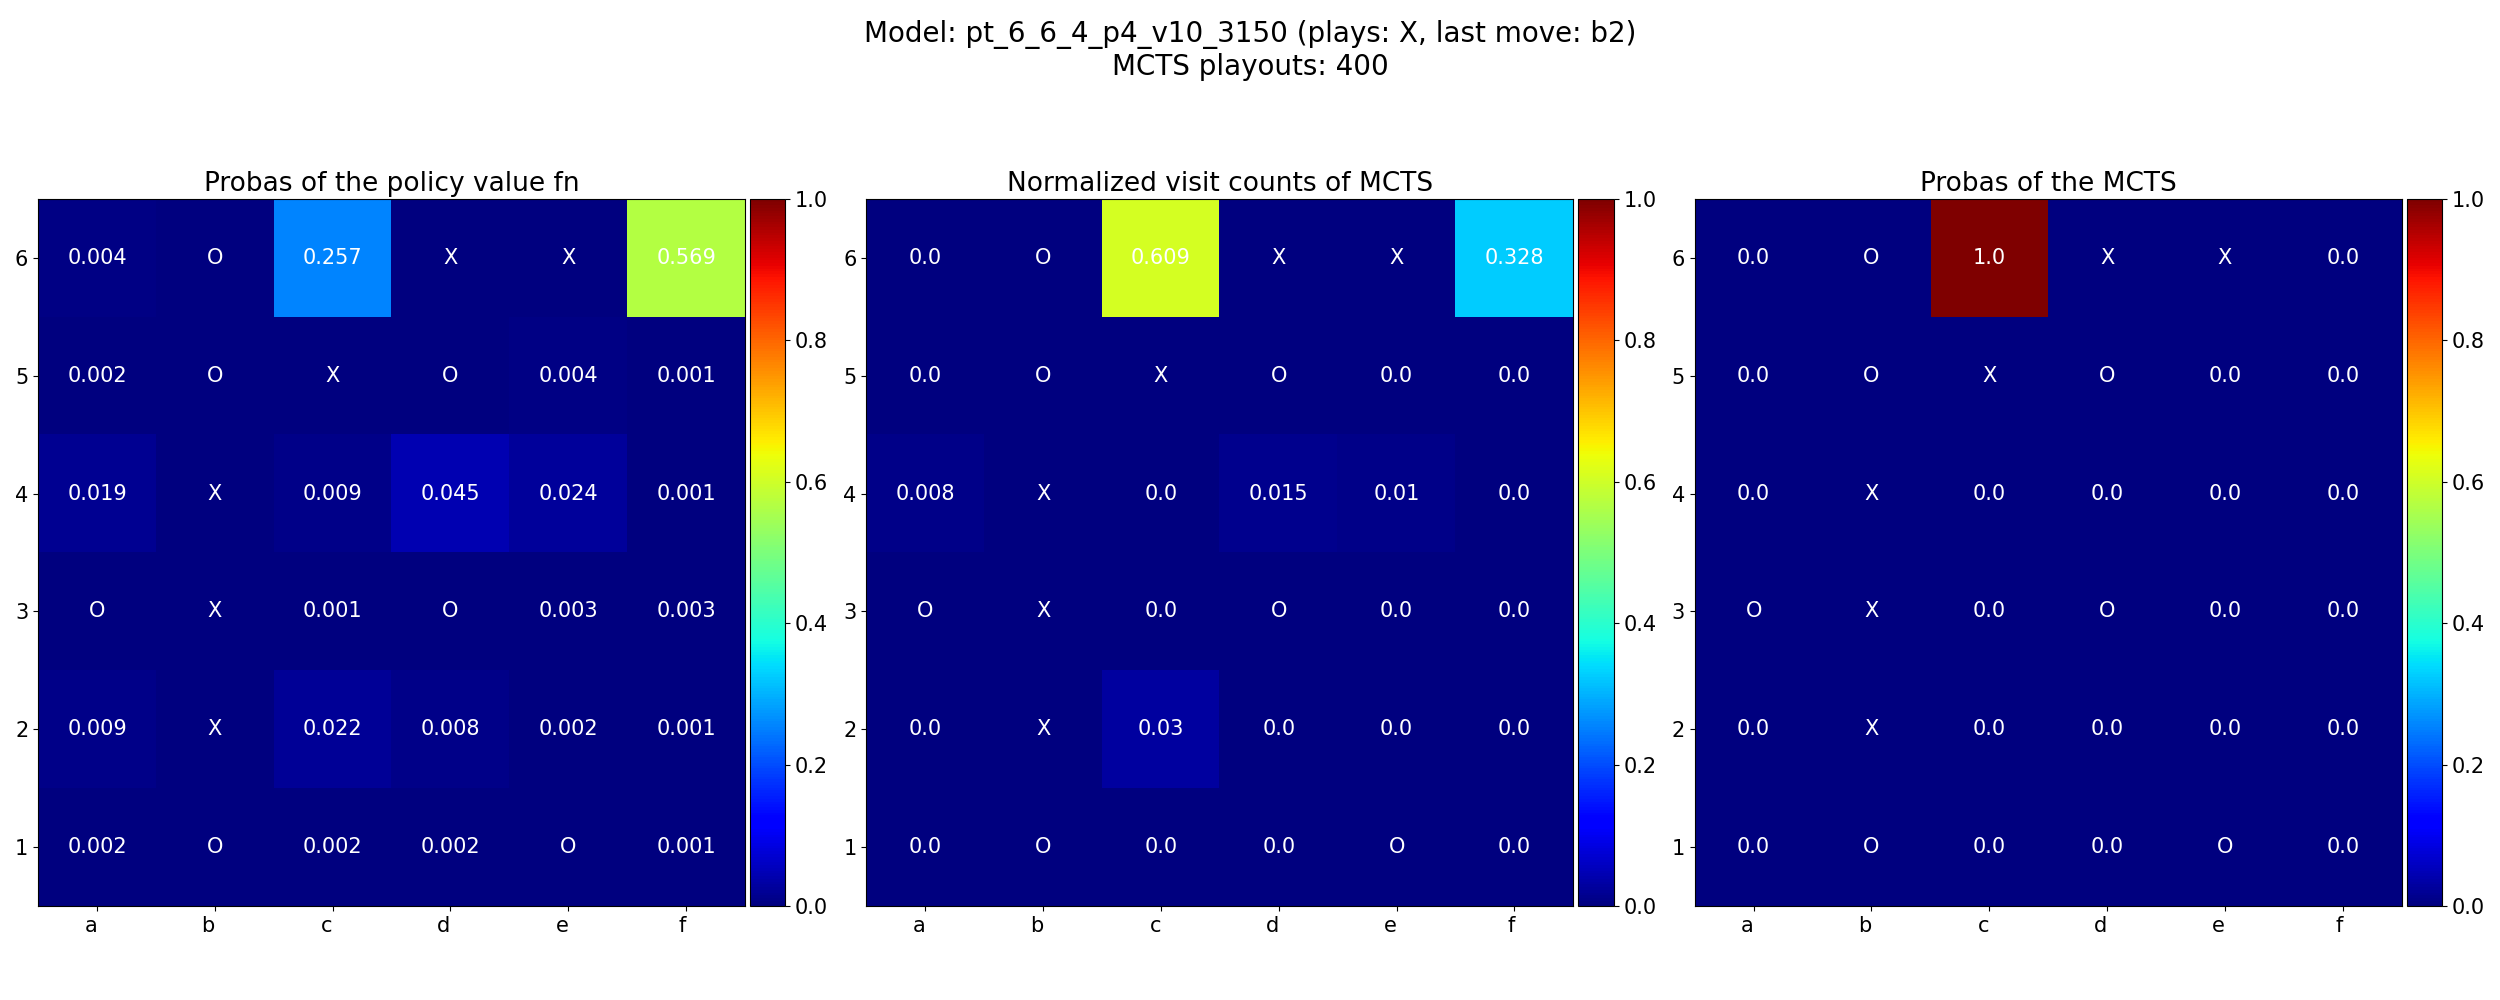 Model: pt_6_6_4_p4_v10_3150 (plays: X, last move: b2)
MCTS playouts: 400
Probas of the policy value fn
6 0.004 O 0.257 X X 0.569
5 0.002 O X O 0.004 0.001
4 0.019 X 0.009 0.045 0.024 0.001
3 O X 0.001 O 0.003 0.003
2 0.009 X 0.022 0.008 0.002 0.001
1 0.002 O 0.002 0.002 O 0.001
a b c d e f
1.0
0.8
0.6
0.4
0.2
0.0
Normalized visit counts of MCTS
6 0.0 O 0.609 X X 0.328
5 0.0 O X O 0.0 0.0
4 0.008 X 0.0 0.015 0.01 0.0
3 O X 0.0 O 0.0 0.0
2 0.0 X 0.03 0.0 0.0 0.0
1 0.0 O 0.0 0.0 O 0.0
a b c d e f
1.0
0.8
0.6
0.4
0.2
0.0
Probas of the MCTS
6 0.0 O 1.0 X X 0.0
5 0.0 O X O 0.0 0.0
4 0.0 X 0.0 0.0 0.0 0.0
3 O X 0.0 O 0.0 0.0
2 0.0 X 0.0 0.0 0.0 0.0
1 0.0 O 0.0 0.0 O 0.0
a b c d e f
1.0
0.8
0.6
0.4
0.2
0.0